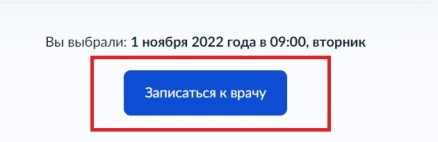 Вы выбрали: 1 ноября 2022 года в 09:00, вторник
Записаться к врачу